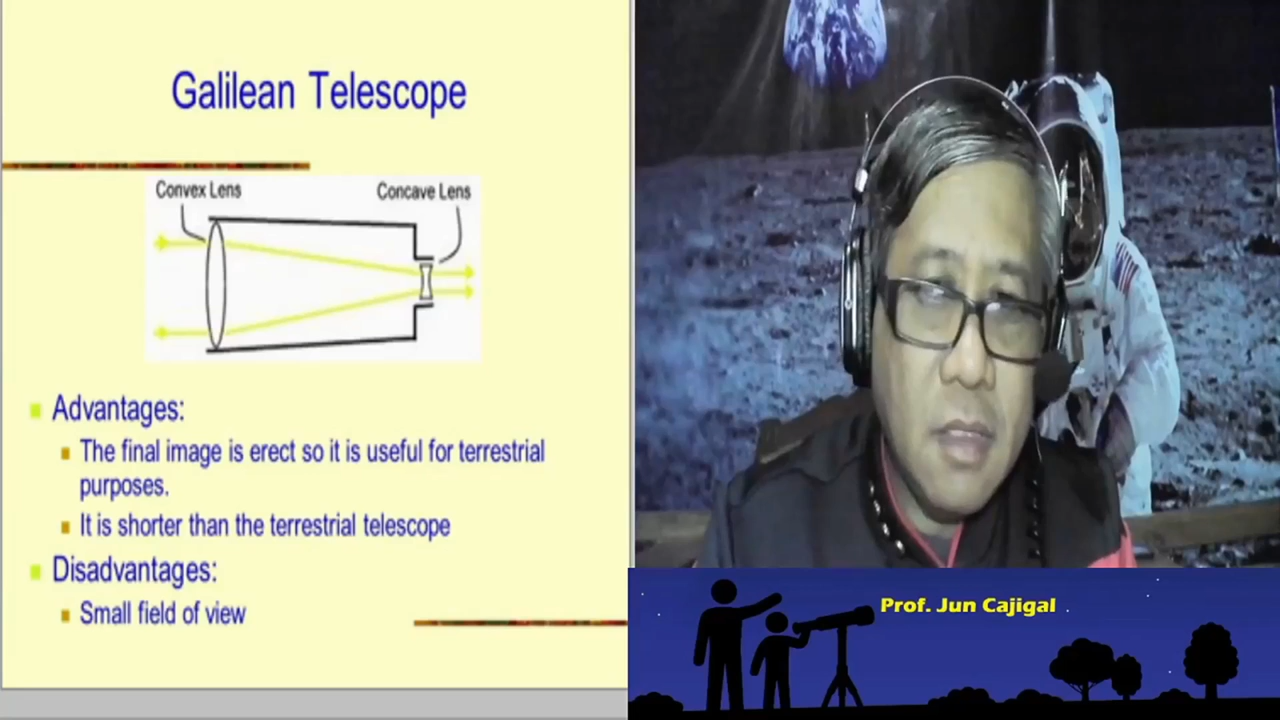 Galilean Telescope
Convex Lens
Concave Lens
Advantages:
The final image is erect so it is useful for terrestrial
purposes.
It is shorter than the terrestrial telescope
Disadvantages:
Small field of view
Prof. Jun Cajigal